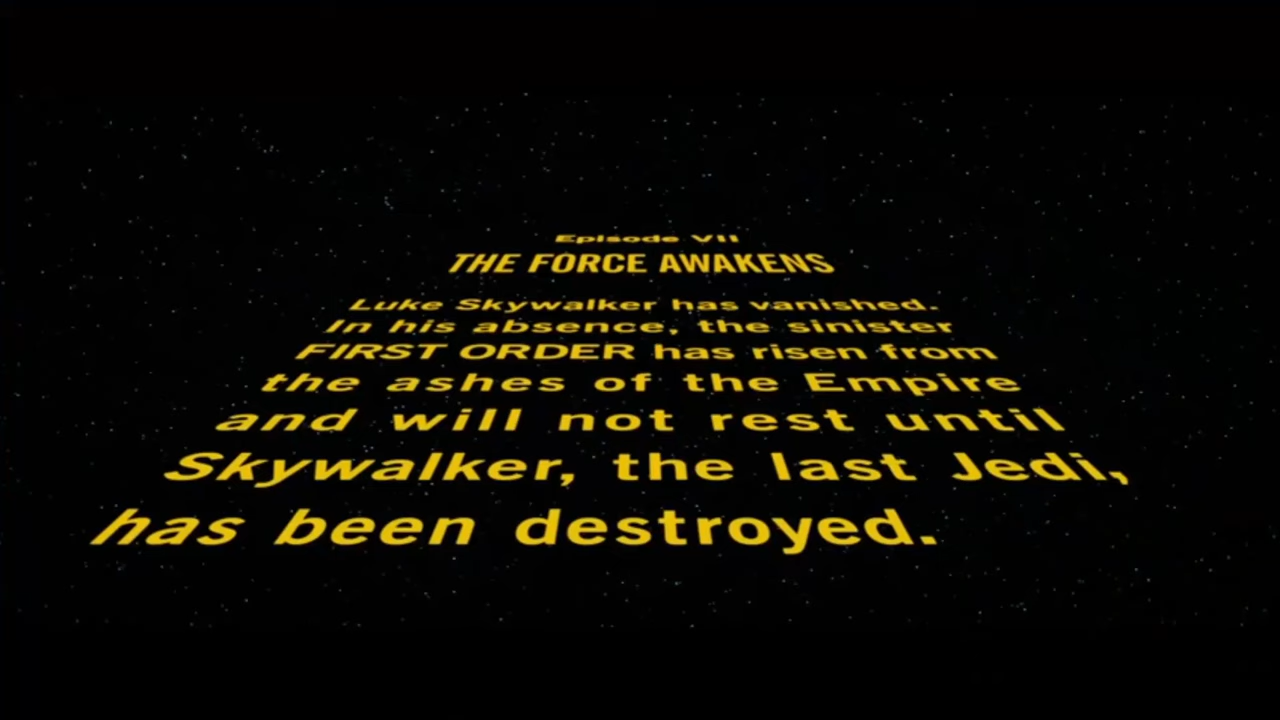 Episode VII
THE FORCE AWAKENS
Luke Skywalker has vanished.
In his absence, the sinister
FIRST ORDER has risen from
the ashes of the Empire
and will not rest until
Skywalker, the last Jedi,
has been destroyed.